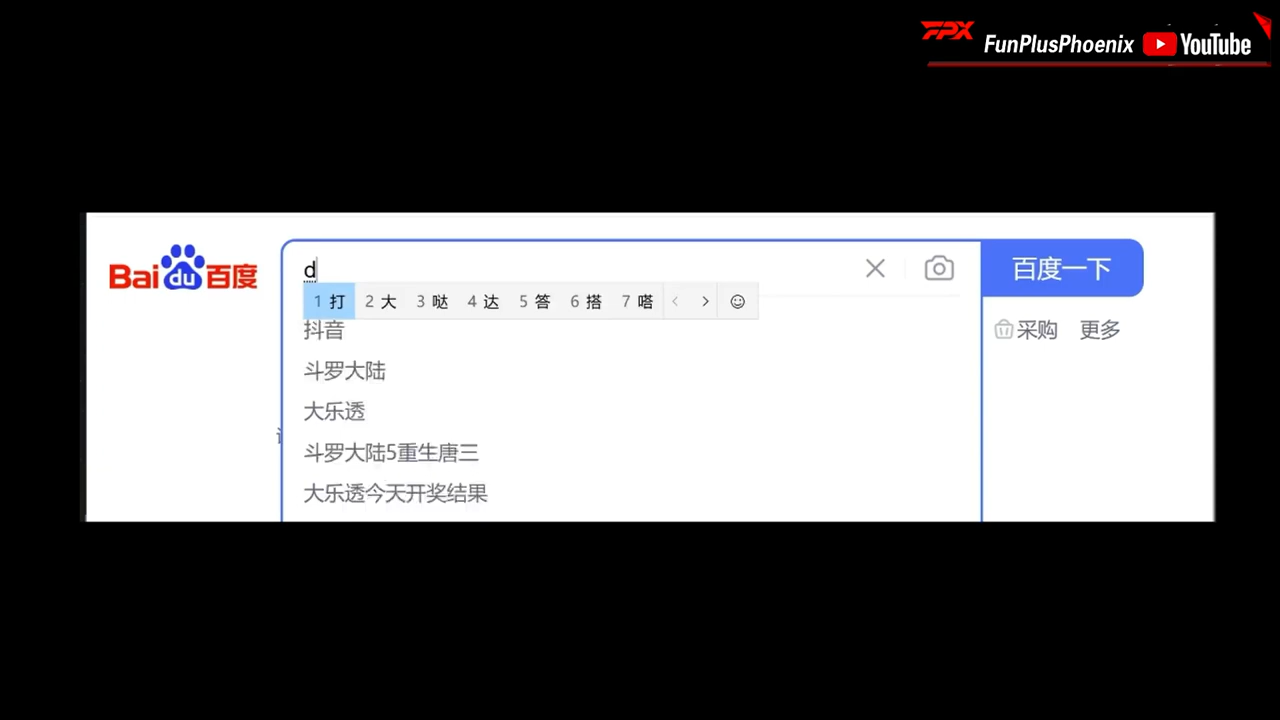 FPX FunPlusPhoenix YouTube
Bai du 百度
d
百度一下
1 打 2 大 3 哒 4 达 5 答 6 搭 7 嗒
抖音
采购 更多
斗罗大陆
大乐透
斗罗大陆5重生唐三
大乐透今天开奖结果